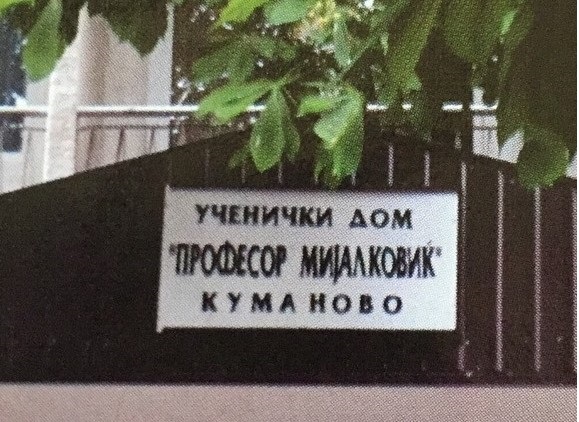 УЧЕНИЧКИ ДОМ
"ПРОФЕСОР МИЈАЛКОВИЌ"
КУМАНОВО